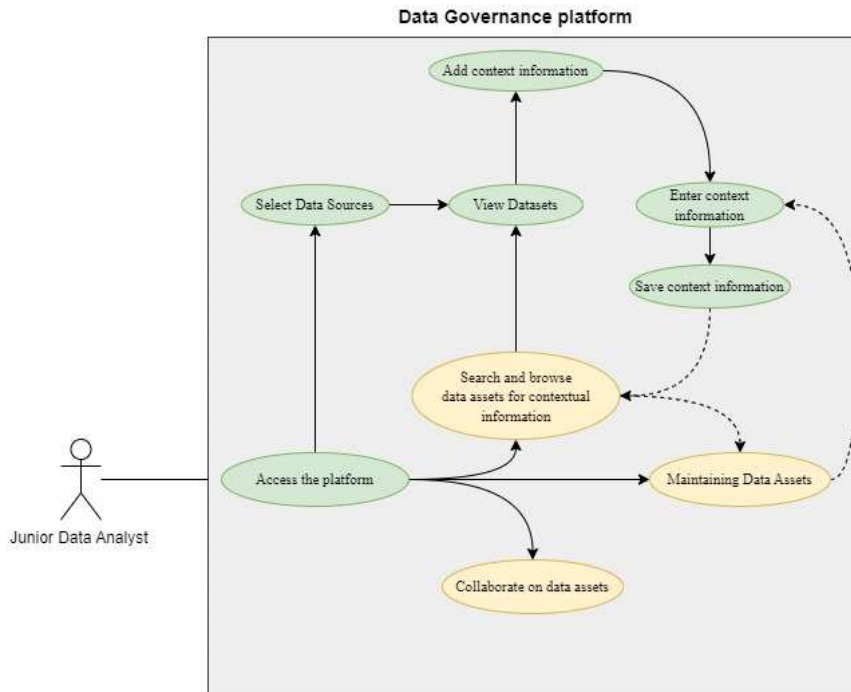 Data Governance platform
Add context information
Select Data Sources
View Datasets
Enter context
information
Save context information
Search and browse
data assets for contextual
information
Access the platform
Maintaining Data Assets
Junior Data Analyst
Collaborate on data assets